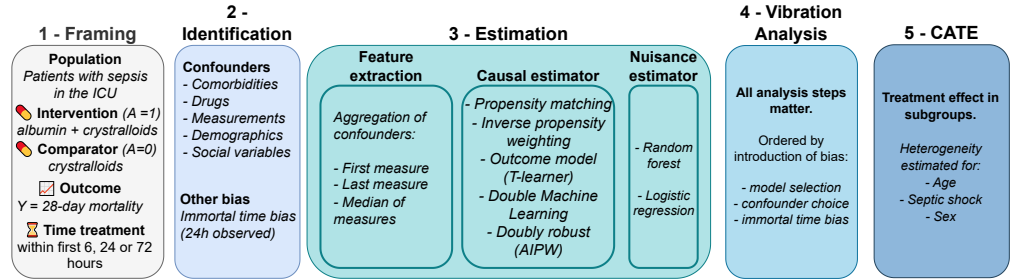 1 - Framing
Population
Patients with sepsis
in the ICU
Intervention (A =1)
albumin + crystralloids
Comparator (A=0)
crystralloids
Outcome
Y = 28-day mortality
Time treatment
within first 6, 24 or 72
hours
2 -
Identification
Confounders
- Comorbidities
- Drugs
- Measurements
- Demographics
- Social variables
Other bias
Immortal time bias
(24h observed)
3 - Estimation
Feature
extraction
Aggregation of
confounders:
- First measure
- Last measure
- Median of
measures
Causal estimator
- Propensity matching
- Inverse propensity
weighting
- Outcome model
(T-learner)
- Double Machine
Learning
- Doubly robust
(AIPW)
Nuisance
estimator
- Random
forest
- Logistic
regression
4 - Vibration
Analysis
All analysis steps
matter.
Ordered by
introduction of bias:
- model selection
- confounder choice
- immortal time bias
5 - CATE
Treatment effect in
subgroups.
Heterogeneity
estimated for:
- Age
- Septic shock
- Sex